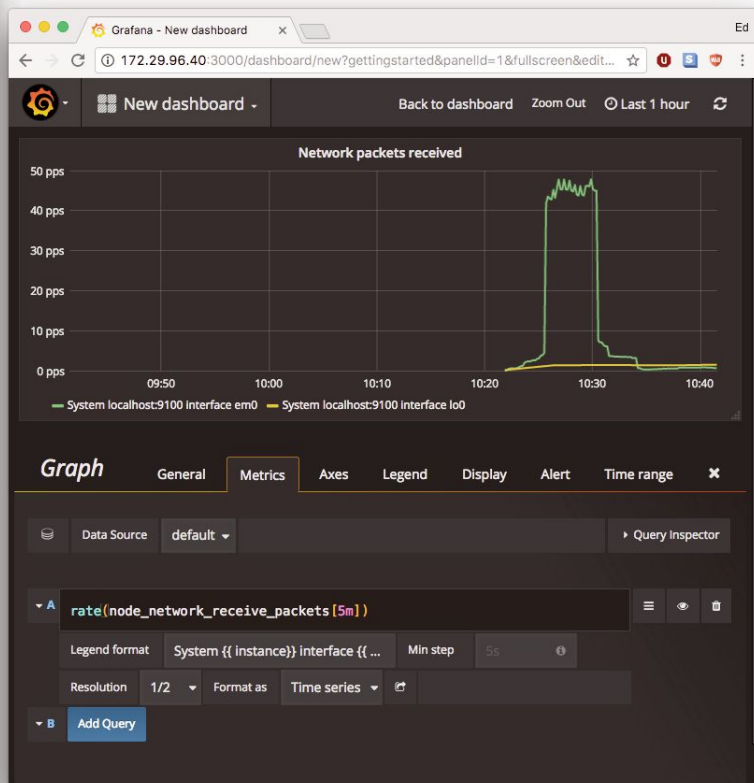 Grafana - New dashboard
Ed
172.29.96.40:3000/dashboard/new?gettingstarted&panelId=1&fullscreen&edit...
New dashboard
Back to dashboard Zoom Out Last 1 hour
Network packets received
50 pps
40 pps
30 pps
20 pps
10 pps
0 pps
09:50 10:00 10:10 10:20 10:30 10:40
System localhost:9100 interface em0 System localhost:9100 interface lo0
Graph General Metrics Axes Legend Display Alert Time range
Data Source default Query Inspector
A rate(node_network_receive_packets[5m])
Legend format System {{ instance}} interface {{ ... Min step 5s
Resolution 1/2 Format as Time series
B Add Query